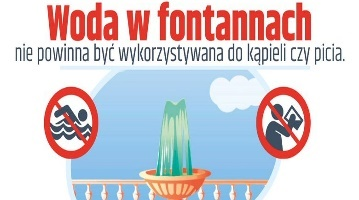 Woda w fontannach
nie powinna być wykorzystywana do kąpieli czy picia.